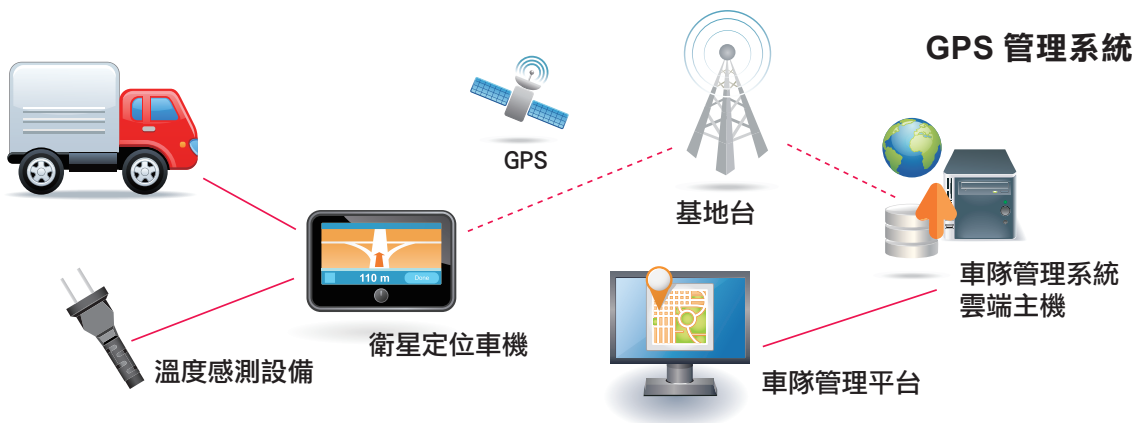 GPS 管理系統
GPS
基地台
110 m
Done
車隊管理系統
雲端主機
衛星定位車機
溫度感測設備
車隊管理平台